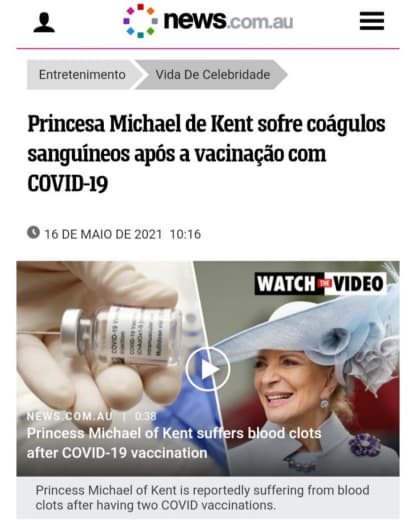 news.com.au
Entretenimento
Vida De Celebridade
Princesa Michael de Kent sofre coágulos
sanguíneos após a vacinação com
COVID-19
16 DE MAIO DE 2021 10:16
WATCH THE VIDEO
COVID-19
NEWS.COM.AU | 0:38
Princess Michael of Kent suffers blood clots
after COVID-19 vaccination
Princess Michael of Kent is reportedly suffering from blood
clots after having two COVID vaccinations.